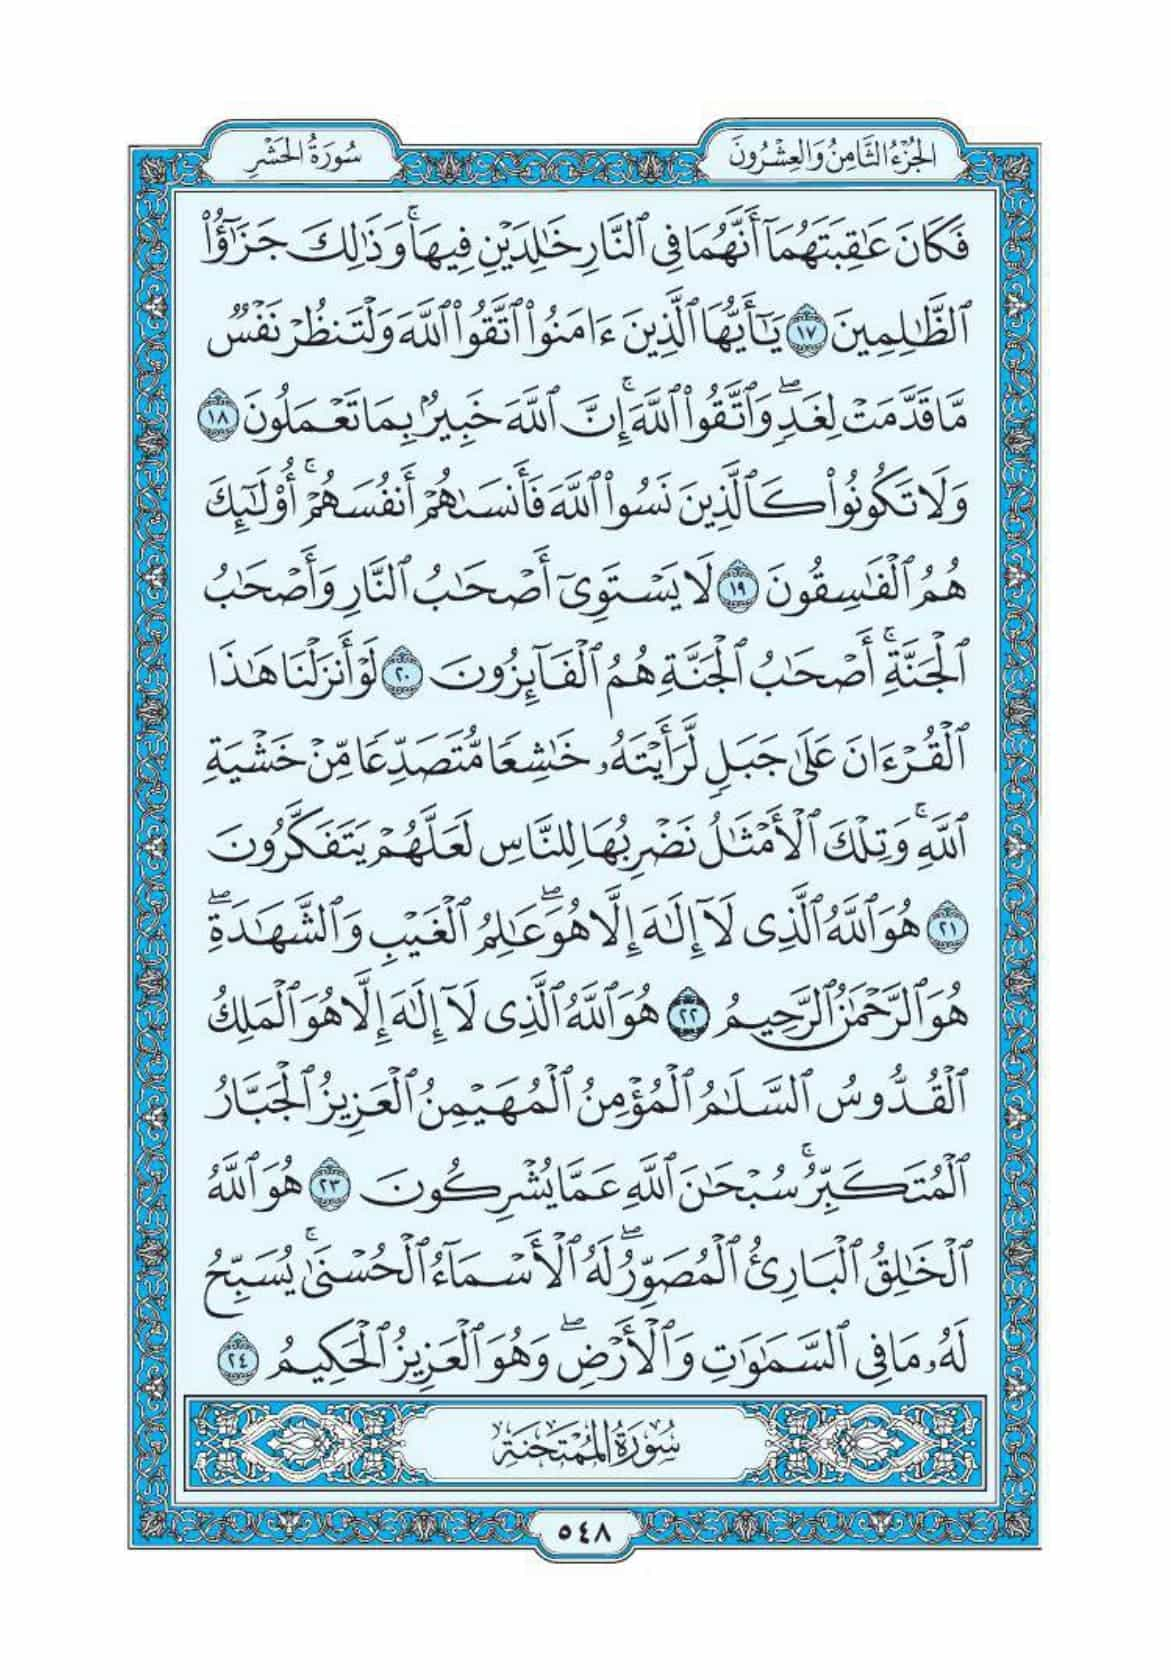 الجُزْءُ الثَّامِنُ وَالعِشْرُونَ
سُورَةُ الحَشْرِ
فَكَانَ عَٰقِبَتَهُمَآ أَنَّهُمَا فِي ٱلنَّارِ خَٰلِدَيْنِ فِيهَاۚ وَذَٰلِكَ جَزَٰٓؤُا۟
ٱلظَّٰلِمِينَ ١٧ يَٰٓأَيُّهَا ٱلَّذِينَ ءَامَنُوا۟ ٱتَّقُوا۟ ٱللَّهَ وَلْتَنظُرْ نَفْسٌ
مَّا قَدَّمَتْ لِغَدٍۖ وَٱتَّقُوا۟ ٱللَّهَۚ إِنَّ ٱللَّهَ خَبِيرٌۢ بِمَا تَعْمَلُونَ ١٨
وَلَا تَكُونُوا۟ كَٱلَّذِينَ نَسُوا۟ ٱللَّهَ فَأَنسَىٰهُمْ أَنفُسَهُمْۚ أُو۟لَٰٓئِكَ
هُمُ ٱلْفَٰسِقُونَ ١٩ لَا يَسْتَوِىٓ أَصْحَٰبُ ٱلنَّارِ وَأَصْحَٰبُ
ٱلْجَنَّةِۚ أَصْحَٰبُ ٱلْجَنَّةِ هُمُ ٱلْفَآئِزُونَ ٢٠ لَوْ أَنزَلْنَا هَٰذَا
ٱلْقُرْءَانَ عَلَىٰ جَبَلٍ لَّرَأَيْتَهُۥ خَٰشِعًا مُّتَصَدِّعًا مِّنْ خَشْيَةِ
ٱللَّهِۚ وَتِلْكَ ٱلْأَمْثَٰلُ نَضْرِبُهَا لِلنَّاسِ لَعَلَّهُمْ يَتَفَكَّرُونَ
٢١ هُوَ ٱللَّهُ ٱلَّذِى لَآ إِلَٰهَ إِلَّا هُوَۖ عَٰلِمُ ٱلْغَيْبِ وَٱلشَّهَٰدَةِۖ
هُوَ ٱلرَّحْمَٰنُ ٱلرَّحِيمُ ٢٢ هُوَ ٱللَّهُ ٱلَّذِى لَآ إِلَٰهَ إِلَّا هُوَ ٱلْمَلِكُ
ٱلْقُدُّوسُ ٱلسَّلَٰمُ ٱلْمُؤْمِنُ ٱلْمُهَيْمِنُ ٱلْعَزِيزُ ٱلْجَبَّارُ
ٱلْمُتَكَبِّرُۚ سُبْحَٰنَ ٱللَّهِ عَمَّا يُشْرِكُونَ ٢٣ هُوَ ٱللَّهُ
ٱلْخَٰلِقُ ٱلْبَارِئُ ٱلْمُصَوِّرُۖ لَهُ ٱلْأَسْمَآءُ ٱلْحُسْنَىٰۚ يُسَبِّحُ
لَهُۥ مَا فِي ٱلسَّمَٰوَٰتِ وَٱلْأَرْضِۖ وَهُوَ ٱلْعَزِيزُ ٱلْحَكِيمُ ٢٤
سُورَةُ المُمْتَحنَةِ
٥٤٨